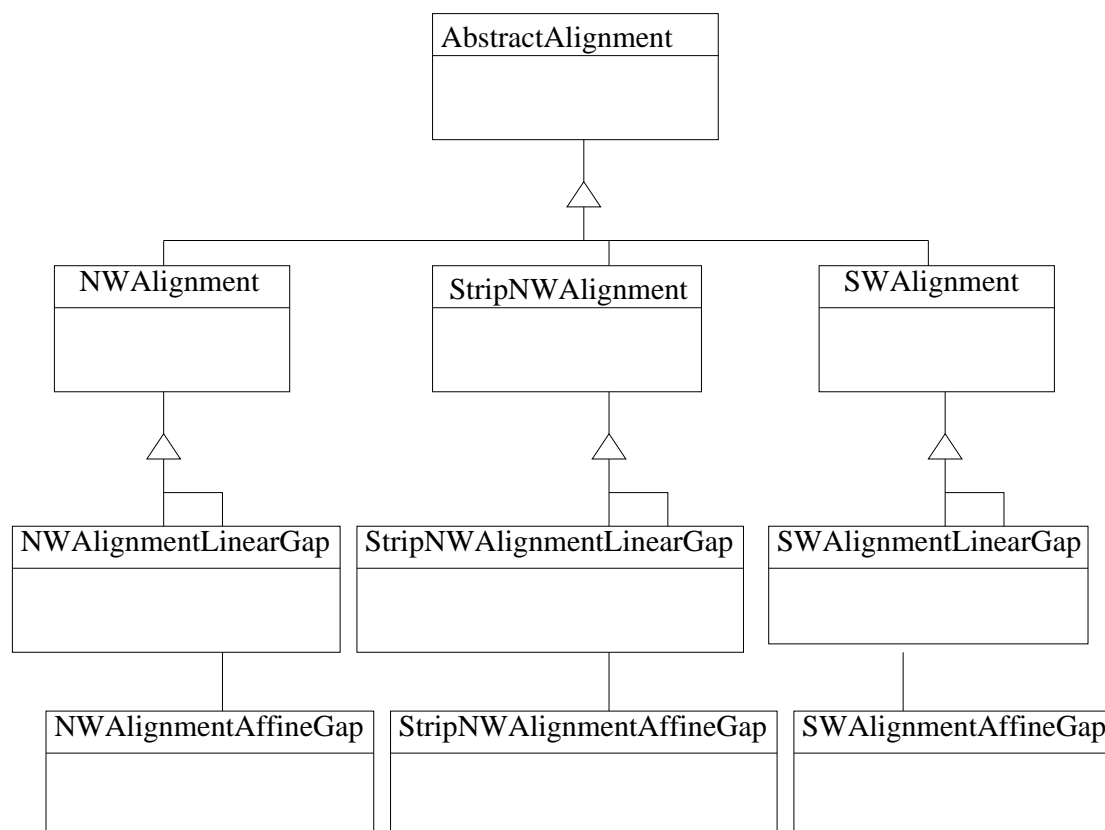 AbstractAlignment
NWAlignment
StripNWAlignment
SWAlignment
NWAlignmentLinearGap
StripNWAlignmentLinearGap
SWAlignmentLinearGap
NWAlignmentAffineGap
StripNWAlignmentAffineGap
SWAlignmentAffineGap